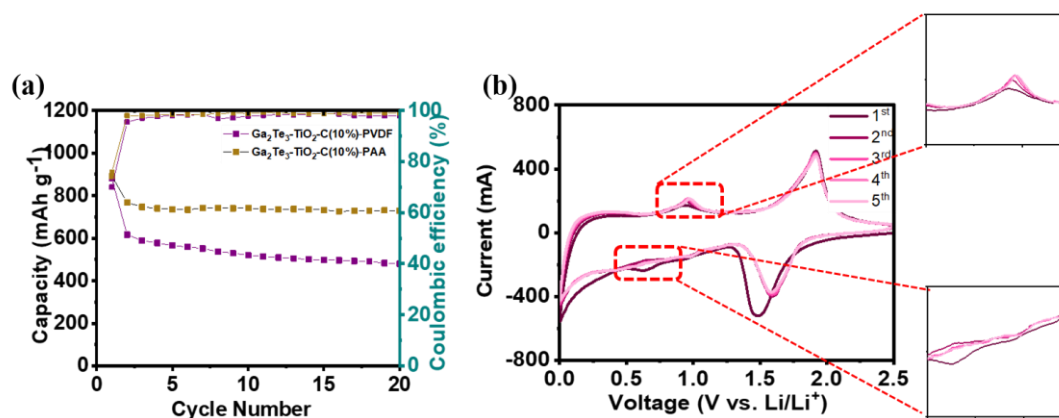 (a)
1200
1000
800
600
400
200
0
0
5
10
15
20
Cycle Number
Capacity (mAh g⁻¹)
100
80
60
40
20
0
Coulombic efficiency (%)
Ga₂Te₃-TiO₂-C(10%)-PVDF
Ga₂Te₃-TiO₂-C(10%)-PAA
(b)
800
400
0
-400
-800
0.0
0.5
1.0
1.5
2.0
2.5
Voltage (V vs. Li/Li⁺)
Current (mA)
1ˢᵗ
2ⁿᵈ
3ʳᵈ
4ᵗʰ
5ᵗʰ